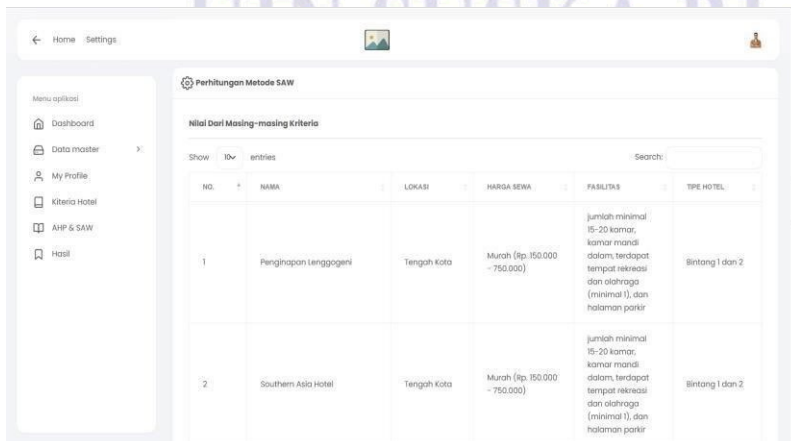 Home Settings
Menu aplikasi
Dashboard
Data master
My Profile
Kiteria Hotel
AHP & SAW
Hasil
Perhitungan Metode SAW
Nilai Dari Masing-masing Kriteria
Show 10 entries Search:
NO. NAMA LOKASI HARGA SEWA FASILITAS TIPE HOTEL
1 Penginapan Lenggogeni Tengah Kota
Murah (Rp. 150.000
- 750.000)
jumlah minimal
15-20 kamar,
kamar mandi
dalam, terdapat
tempat rekreasi
dan olahraga
(minimal 1), dan
halaman parkir
Bintang 1 dan 2
2 Southern Asia Hotel Tengah Kota
Murah (Rp. 150.000
- 750.000)
jumlah minimal
15-20 kamar,
kamar mandi
dalam, terdapat
tempat rekreasi
dan olahraga
(minimal 1), dan
halaman parkir
Bintang 1 dan 2